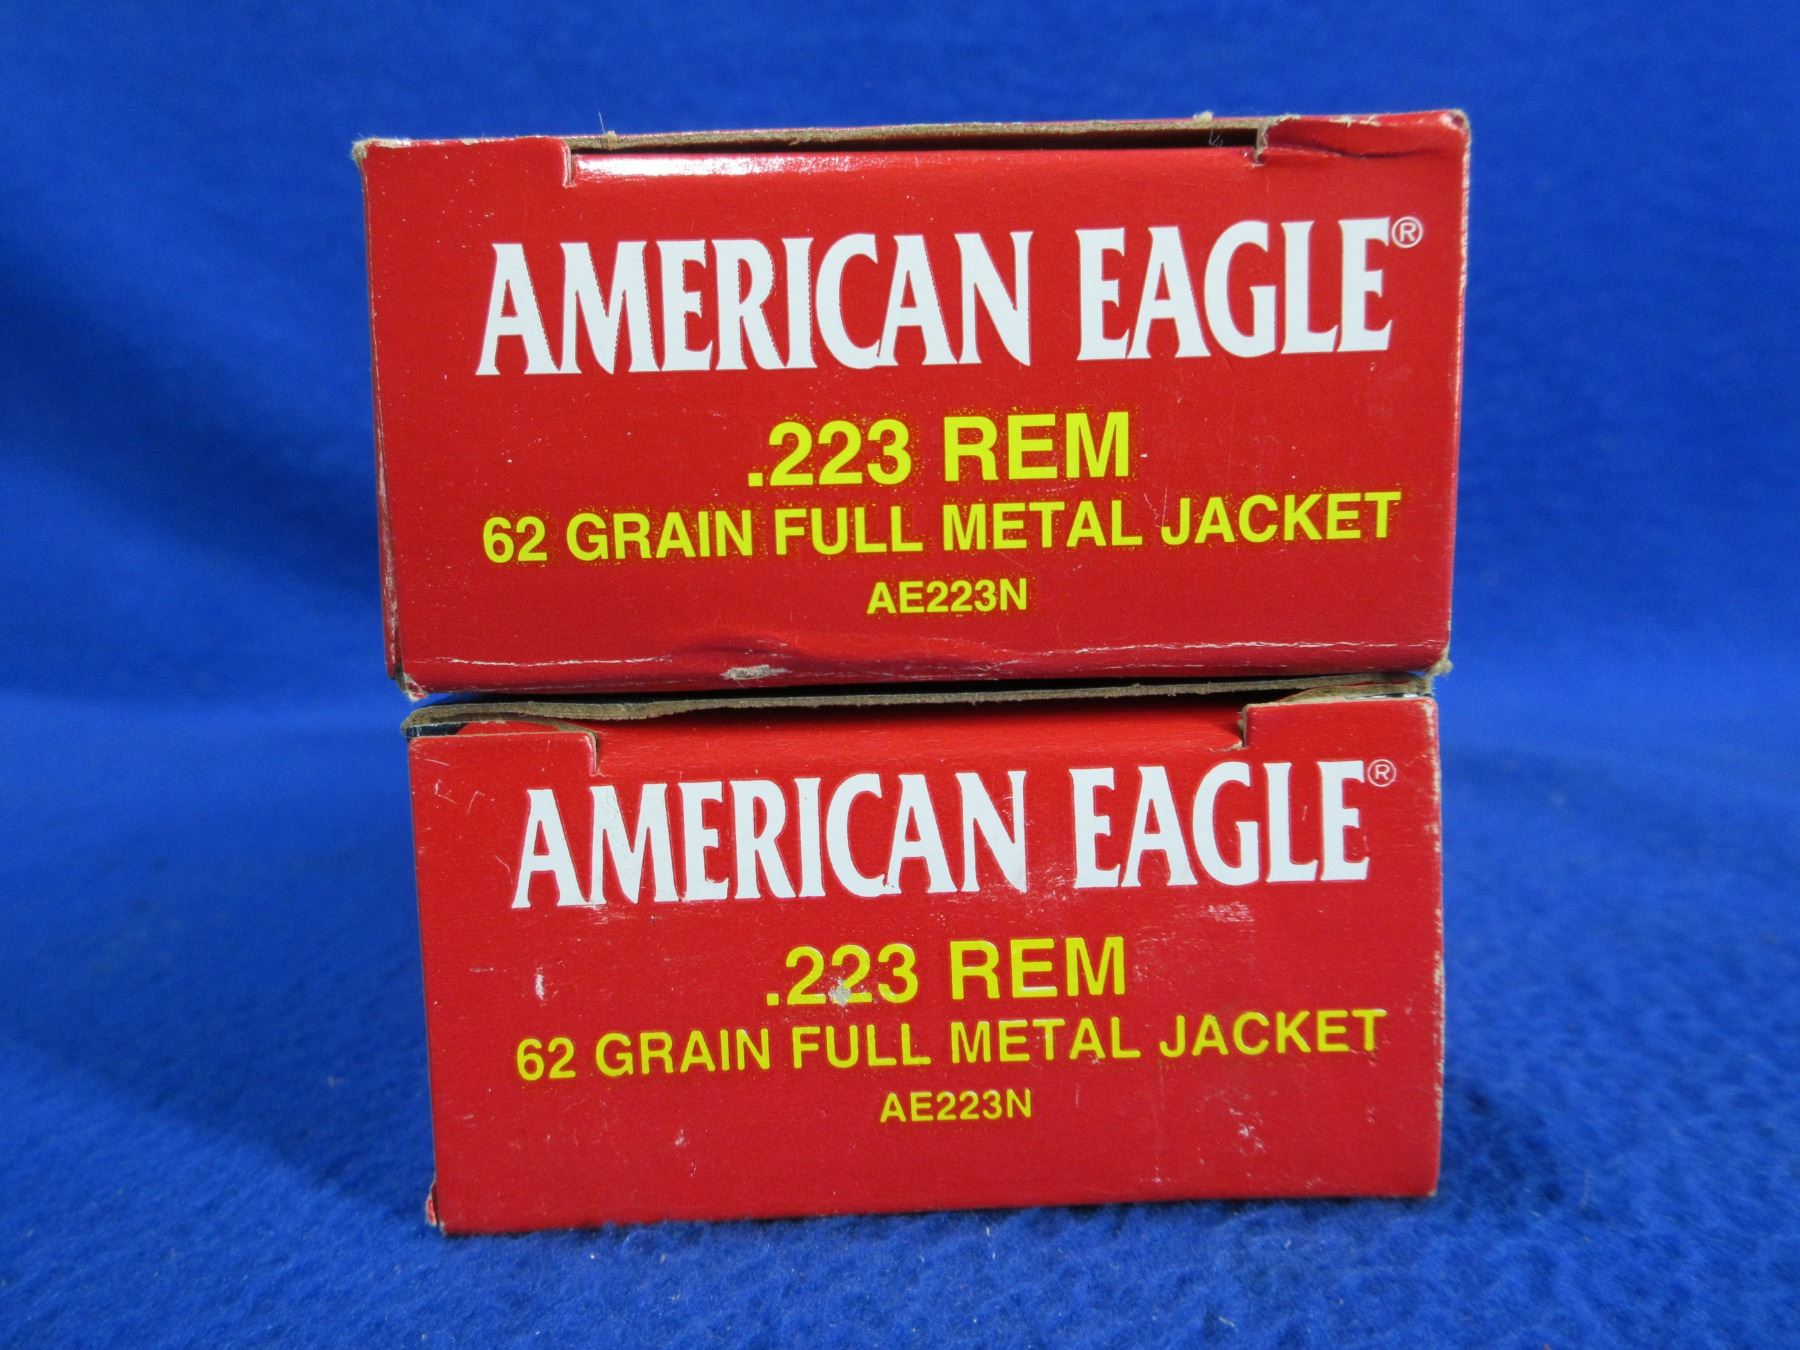 AMERICAN EAGLE®
.223 REM
62 GRAIN FULL METAL JACKET
AE223N
AMERICAN EAGLE®
.223 REM
62 GRAIN FULL METAL JACKET
AE223N